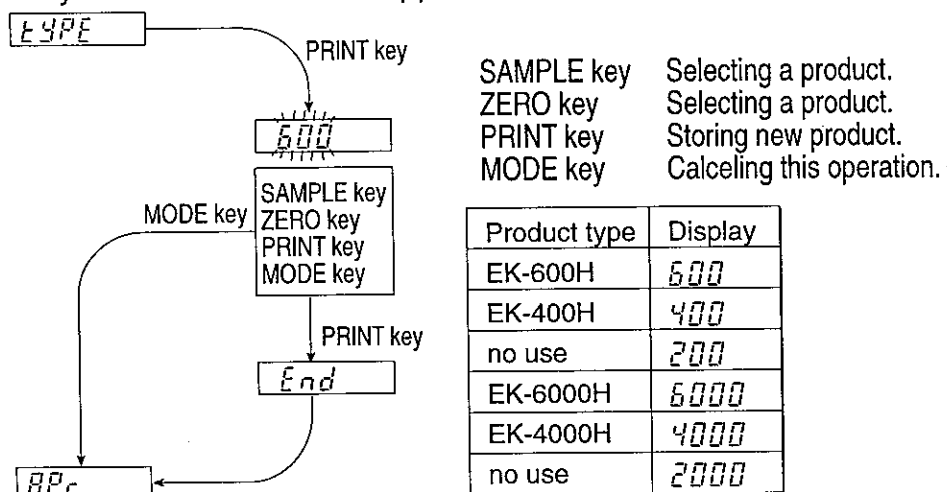 tYPE
PRINT key
600
SAMPLE key
ZERO key
PRINT key
MODE key
MODE key
PRINT key
End
SAMPLE key Selecting a product.
ZERO key Selecting a product.
PRINT key Storing new product.
MODE key Calceling this operation.
Product type Display
EK-600H 600
EK-400H 400
no use 200
EK-6000H 6000
EK-4000H 4000
no use 2000